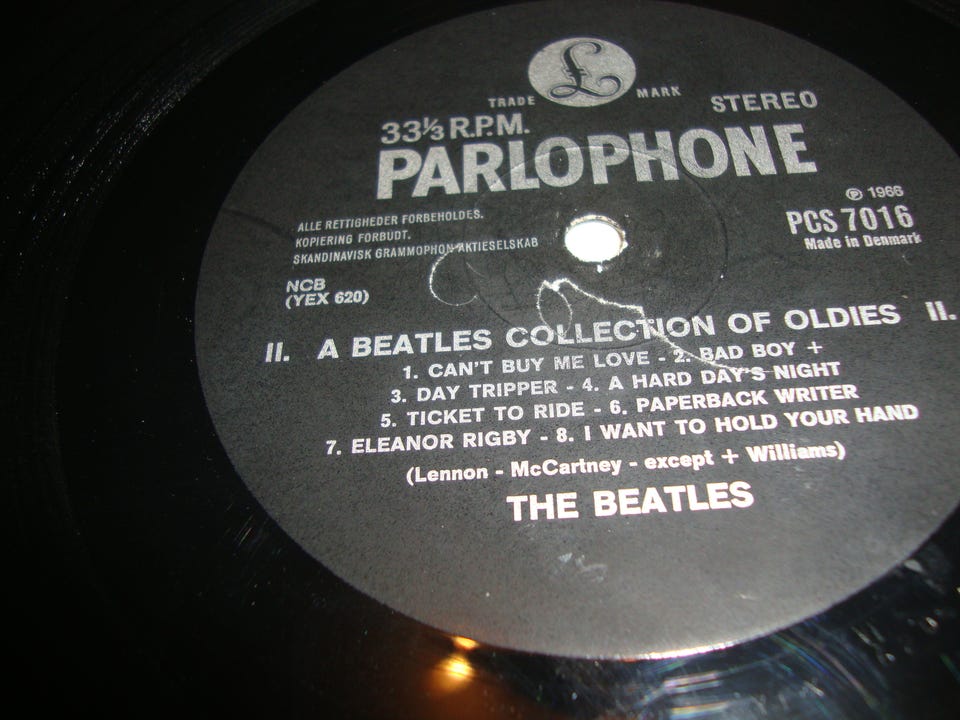 £
TRADE MARK
STEREO
33⅓ R.P.M.
PARLOPHONE
ALLE RETTIGHEDER FORBEHOLDES.
KOPIERING FORBUDT.
SKANDINAVISK GRAMMOPHON AKTIESELSKAB
℗ 1966
PCS 7016
Made in Denmark
NCB
(YEX 620)
II. A BEATLES COLLECTION OF OLDIES II.
1. CAN'T BUY ME LOVE - 2. BAD BOY +
3. DAY TRIPPER - 4. A HARD DAY'S NIGHT
5. TICKET TO RIDE - 6. PAPERBACK WRITER
7. ELEANOR RIGBY - 8. I WANT TO HOLD YOUR HAND
(Lennon - McCartney - except + Williams)
THE BEATLES